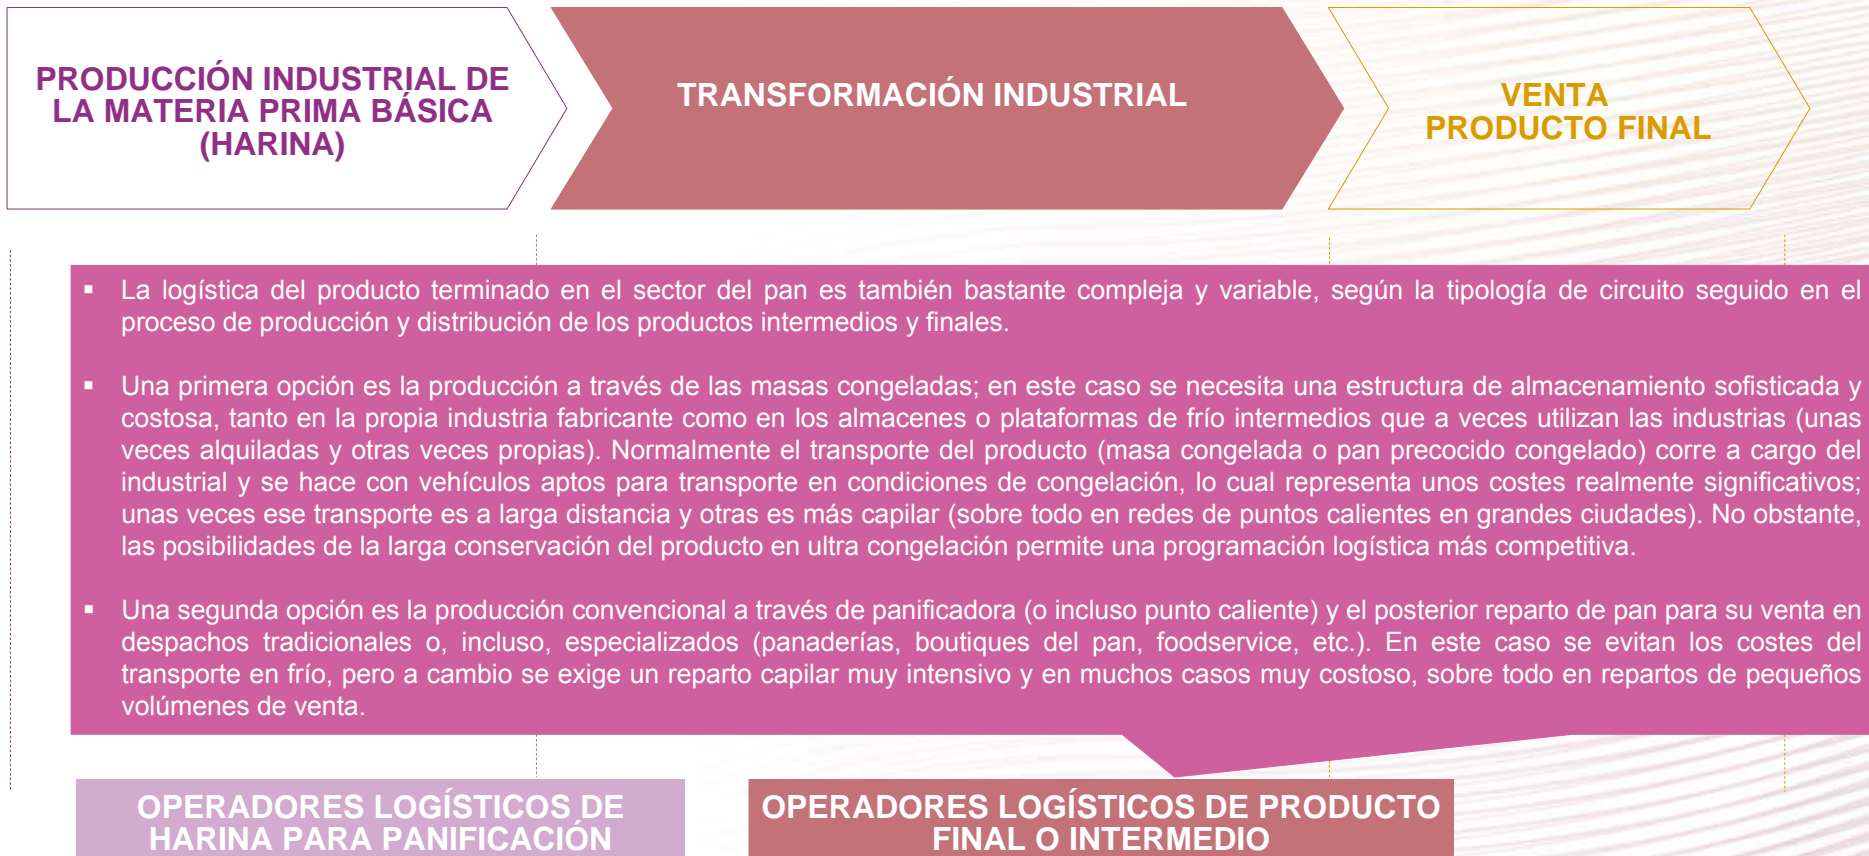 PRODUCCIÓN INDUSTRIAL DE
LA MATERIA PRIMA BÁSICA
(HARINA)
TRANSFORMACIÓN INDUSTRIAL
VENTA
PRODUCTO FINAL
▪ La logística del producto terminado en el sector del pan es también bastante compleja y variable, según la tipología de circuito seguido en el
proceso de producción y distribución de los productos intermedios y finales.
▪ Una primera opción es la producción a través de las masas congeladas; en este caso se necesita una estructura de almacenamiento sofisticada y
costosa, tanto en la propia industria fabricante como en los almacenes o plataformas de frío intermedios que a veces utilizan las industrias (unas
veces alquiladas y otras veces propias). Normalmente el transporte del producto (masa congelada o pan precocido congelado) corre a cargo del
industrial y se hace con vehículos aptos para transporte en condiciones de congelación, lo cual representa unos costes realmente significativos;
unas veces ese transporte es a larga distancia y otras es más capilar (sobre todo en redes de puntos calientes en grandes ciudades). No obstante,
las posibilidades de la larga conservación del producto en ultra congelación permite una programación logística más competitiva.
▪ Una segunda opción es la producción convencional a través de panificadora (o incluso punto caliente) y el posterior reparto de pan para su venta en
despachos tradicionales o, incluso, especializados (panaderías, boutiques del pan, foodservice, etc.). En este caso se evitan los costes del
transporte en frío, pero a cambio se exige un reparto capilar muy intensivo y en muchos casos muy costoso, sobre todo en repartos de pequeños
volúmenes de venta.
OPERADORES LOGÍSTICOS DE
HARINA PARA PANIFICACIÓN
OPERADORES LOGÍSTICOS DE PRODUCTO
FINAL O INTERMEDIO